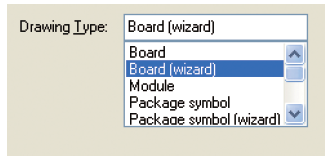 Drawing Type: Board (wizard)
Board
Board (wizard)
Module
Package symbol
Package symbol (wizard)